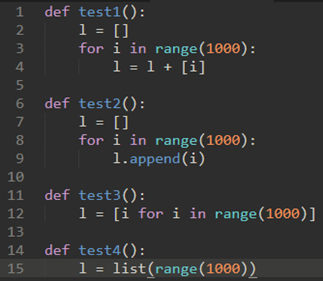 1 def test1():
2     l = []
3     for i in range(1000):
4         l = l + [i]
5
6 def test2():
7     l = []
8     for i in range(1000):
9         l.append(i)
10
11 def test3():
12     l = [i for i in range(1000)]
13
14 def test4():
15     l = list(range(1000))